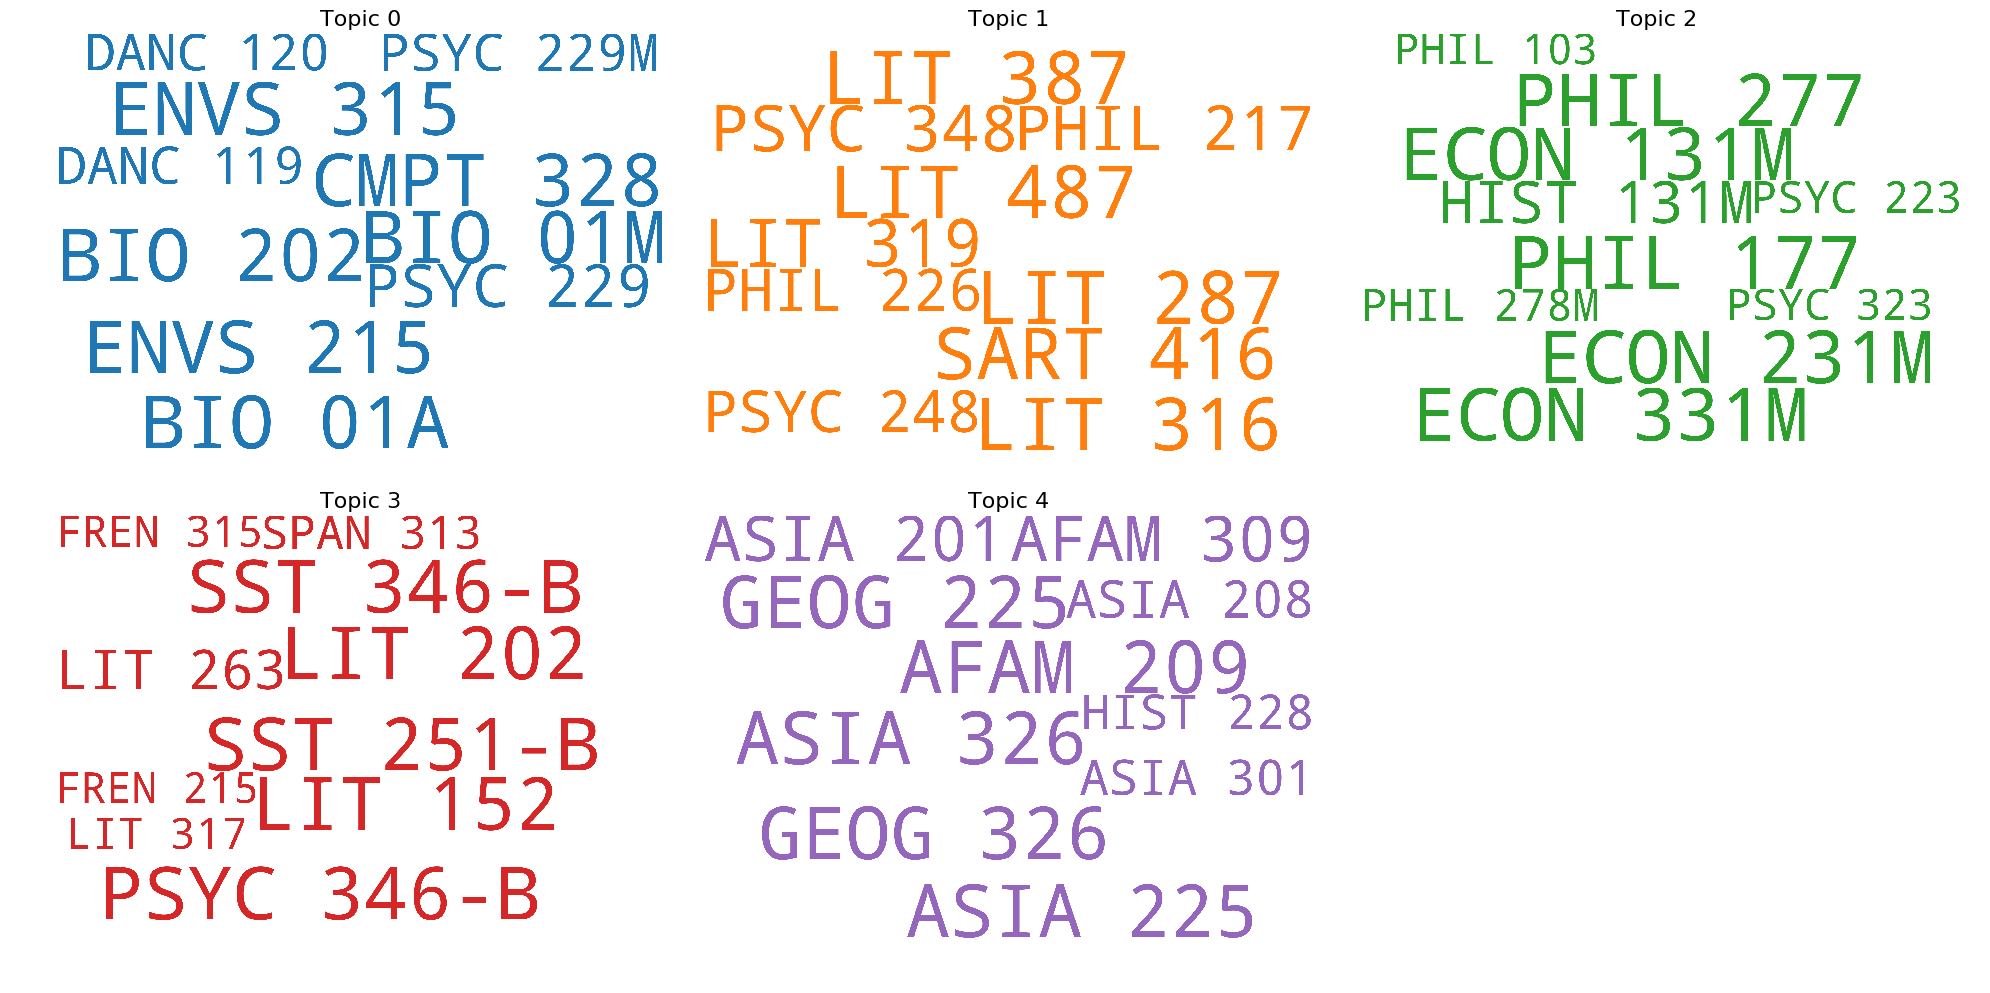 Topic 0
DANC 120 PSYC 229M
ENVS 315
DANC 119 CMPT 328
BIO 202 BIO 01M
PSYC 229
ENVS 215
BIO 01A
Topic 1
LIT 387
PSYC 348 PHIL 217
LIT 487
LIT 319
PHIL 226 LIT 287
SART 416
PSYC 248 LIT 316
Topic 2
PHIL 103
PHIL 277
ECON 131M
HIST 131M PSYC 223
PHIL 177
PHIL 278M PSYC 323
ECON 231M
ECON 331M
Topic 3
FREN 315 SPAN 313
SST 346-B
LIT 263 LIT 202
SST 251-B
FREN 215 LIT 152
LIT 317
PSYC 346-B
Topic 4
ASIA 201 AFAM 309
GEOG 225 ASIA 208
AFAM 209
ASIA 326 HIST 228
ASIA 301
GEOG 326
ASIA 225